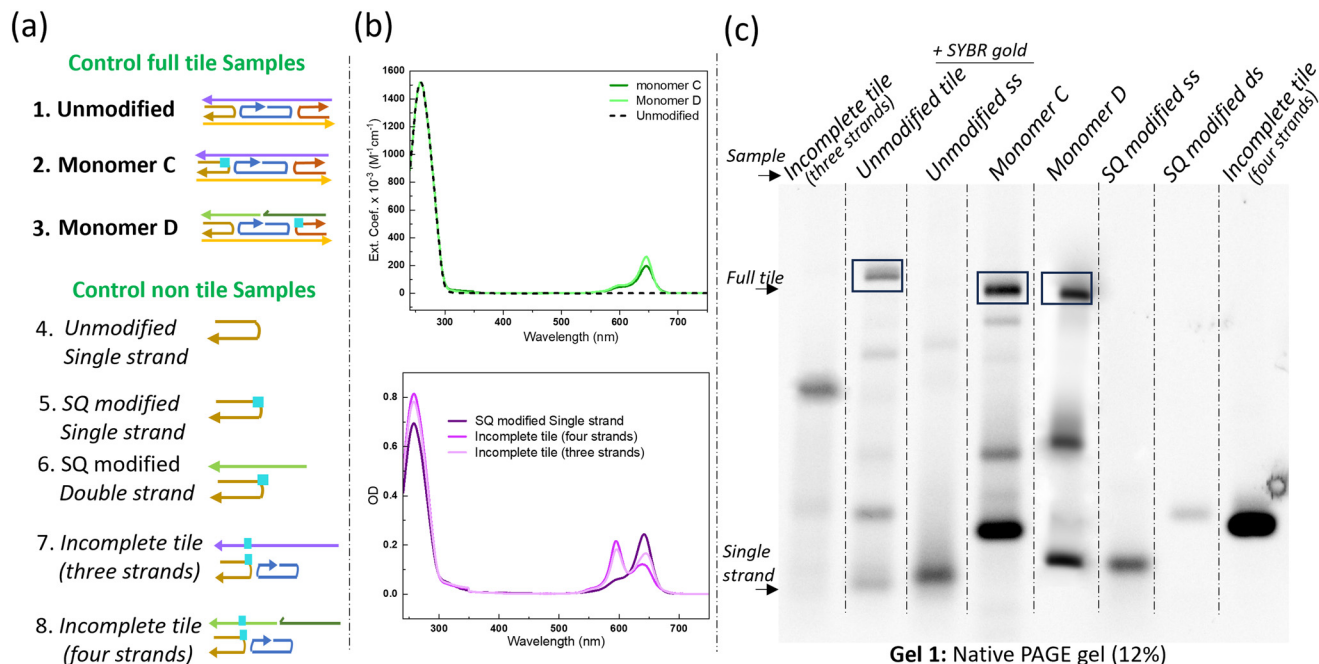 (a)
Control full tile Samples
1. Unmodified
2. Monomer C
3. Monomer D
Control non tile Samples
4. Unmodified
Single strand
5. SQ modified
Single strand
6. SQ modified
Double strand
7. Incomplete tile
(three strands)
8. Incomplete tile
(four strands)
(b)
1600
1400
1200
1000
800
600
400
200
0
Ext. Coef. x 10⁻³ (M⁻¹cm⁻¹)
monomer C
Monomer D
Unmodified
300 400 500 600 700
Wavelength (nm)
0.8
0.6
0.4
0.2
0.0
OD
SQ modified Single strand
Incomplete tile (four strands)
Incomplete tile (three strands)
300 400 500 600 700
Wavelength (nm)
(c)
+ SYBR gold
Sample
Incomplete tile
(three strands)
Unmodified tile
Unmodified ss
Monomer C
Monomer D
SQ modified ss
SQ modified ds
Incomplete tile
(four strands)
Full tile
Single
strand
Gel 1: Native PAGE gel (12%)